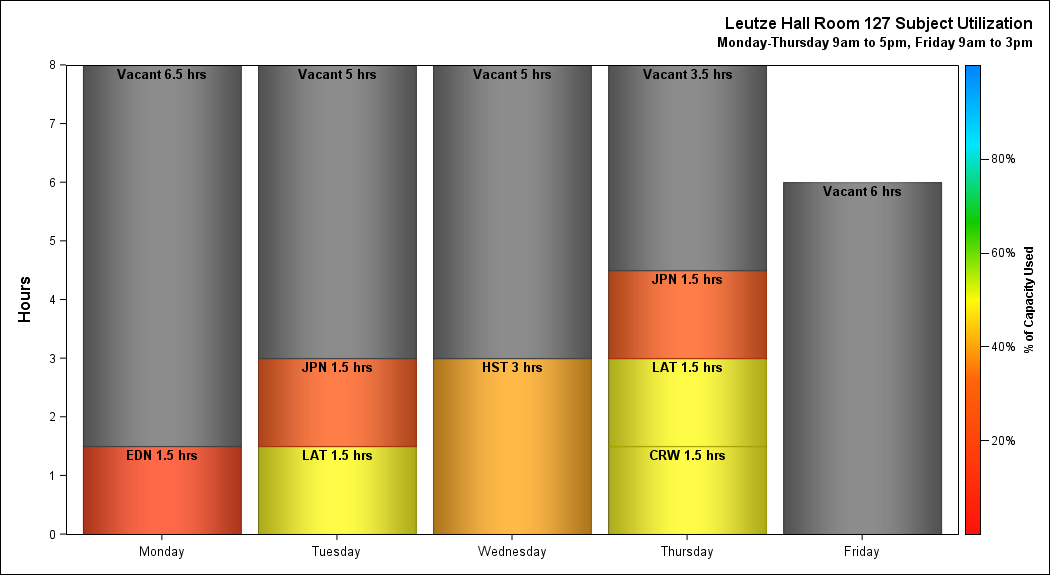 Leutze Hall Room 127 Subject Utilization
Monday-Thursday 9am to 5pm, Friday 9am to 3pm
8
7
6
5
4
3
2
1
0
Hours
Vacant 6.5 hrs
EDN 1.5 hrs
Vacant 5 hrs
JPN 1.5 hrs
LAT 1.5 hrs
Vacant 5 hrs
HST 3 hrs
Vacant 3.5 hrs
JPN 1.5 hrs
LAT 1.5 hrs
CRW 1.5 hrs
Vacant 6 hrs
Monday
Tuesday
Wednesday
Thursday
Friday
80%
60%
40%
20%
% of Capacity Used